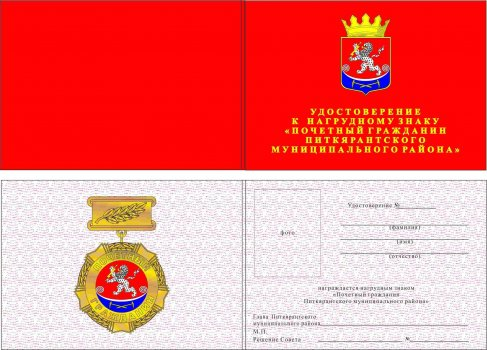 УДОСТОВЕРЕНИЕ
К НАГРУДНОМУ ЗНАКУ
«ПОЧЕТНЫЙ ГРАЖДАНИН
ПИТКЯРАНТСКОГО
МУНИЦИПАЛЬНОГО РАЙОНА»
Удостоверение №
(фамилия)
фото
(имя)
(отчество)
награждается нагрудным знаком
«Почетный гражданин
Питкярантского муниципального района»
Глава Питкярантского
муниципального района
М.П.
Решение Совета №